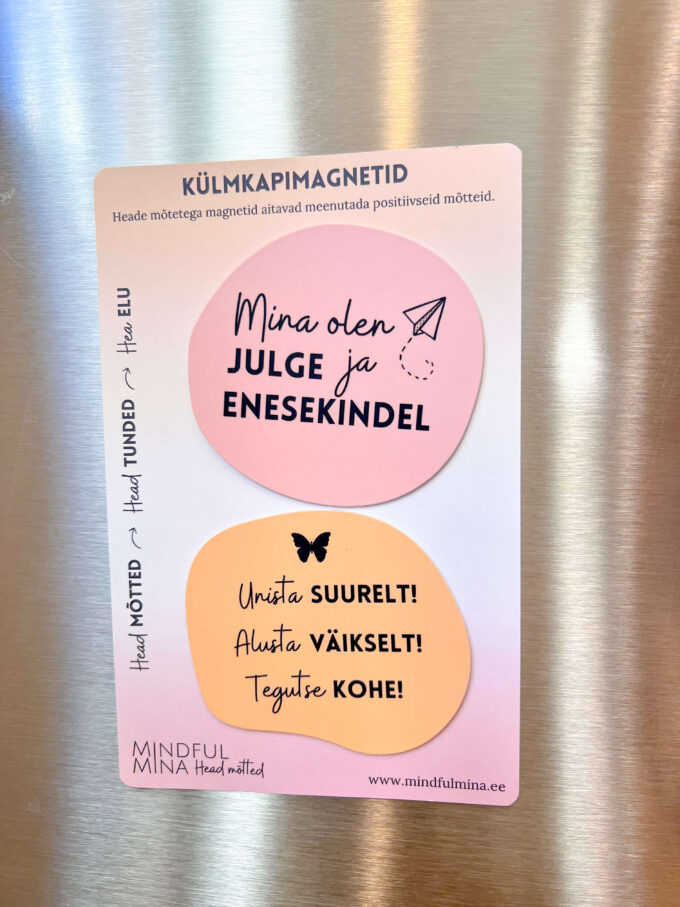 KÜLMKAPIMAGNETID
Heade mõtetega magnetid aitavad meenutada positiivseid mõtteid.
Mina olen
JULGE ja
ENESEKINDEL
Head MÕTTED → Head TUNDED → Hea ELU
Unista SUURELT!
Alusta VÄIKSELT!
Tegutse KOHE!
MINDFUL
MINA Head mõtted
www.mindfulmina.ee